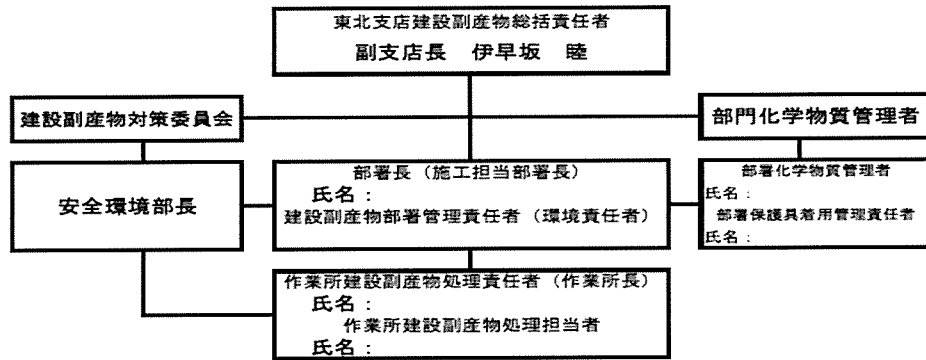 東北支店建設副産物総括責任者
副支店長　伊早坂　睦
建設副産物対策委員会
部門化学物質管理者
安全環境部長
部署長（施工担当部署長）
氏名：
建設副産物部署管理責任者（環境責任者）
部署化学物質管理者
氏名：
部署保護具着用管理責任者
氏名：
作業所建設副産物処理責任者（作業所長）
氏名：
作業所建設副産物処理担当者
氏名：